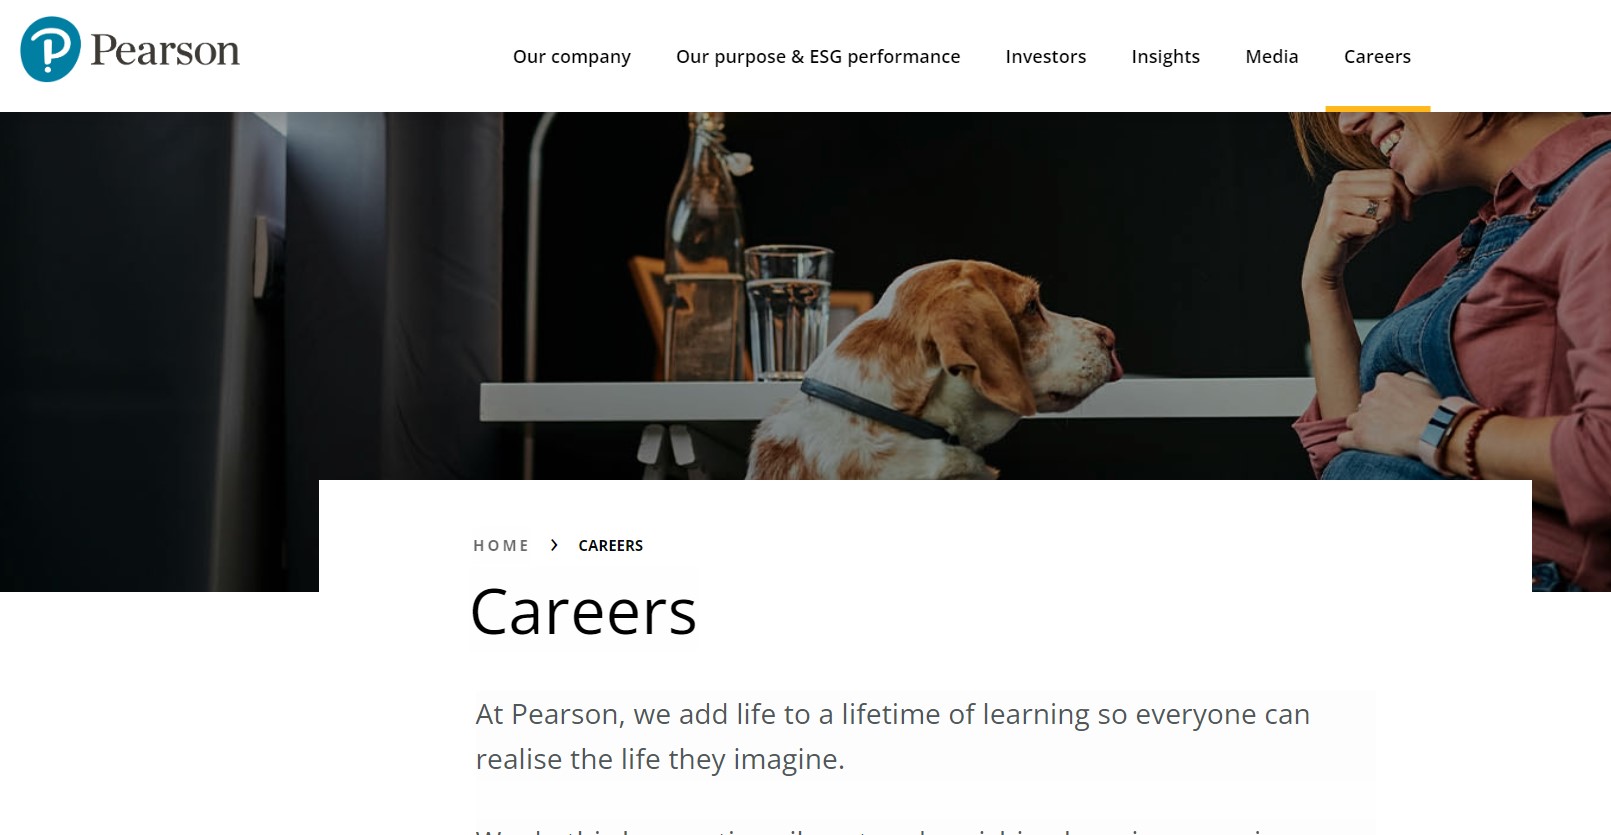 Pearson
Our company
Our purpose & ESG performance
Investors
Insights
Media
Careers
HOME > CAREERS
Careers
At Pearson, we add life to a lifetime of learning so everyone can
realise the life they imagine.